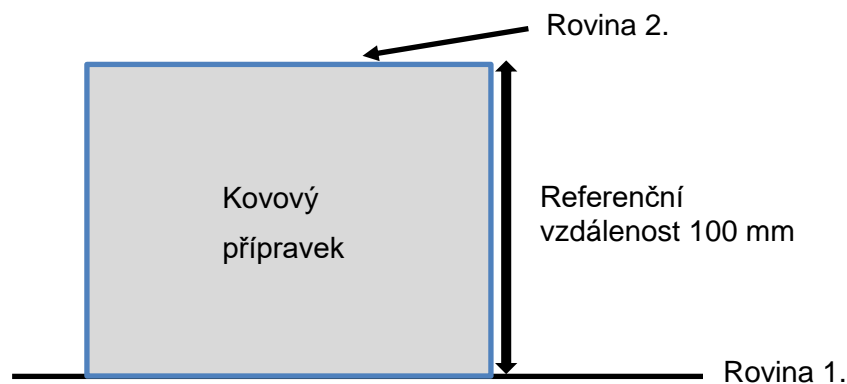 Rovina 2.
Kovový
přípravek
Referenční
vzdálenost 100 mm
Rovina 1.